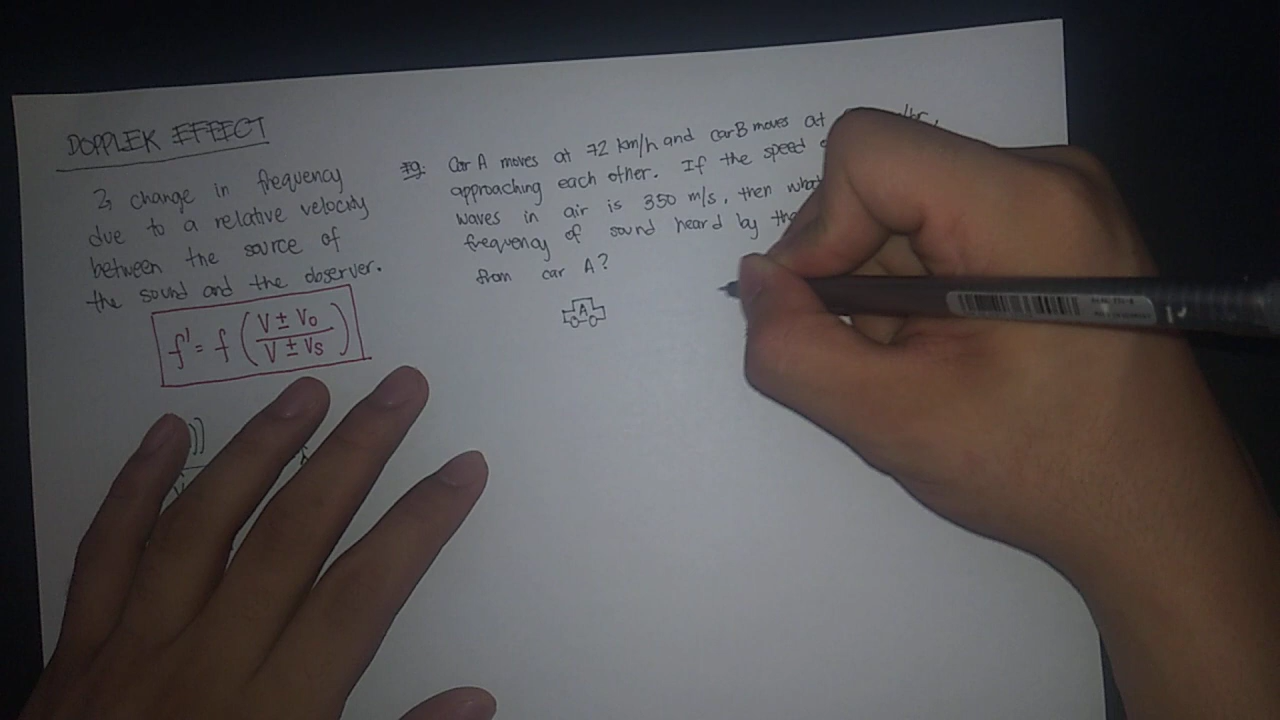 DOPPLER EFFECT
↳ change in frequency
due to a relative velocity
between the source of
the sound and the observer.
f' = f (V ± Vo / V ± Vs)
Eg: Car A moves at 72 km/h and car B moves at
approaching each other. If the speed
waves in air is 350 m/s, then what
frequency of sound heard by the
from car A?
A